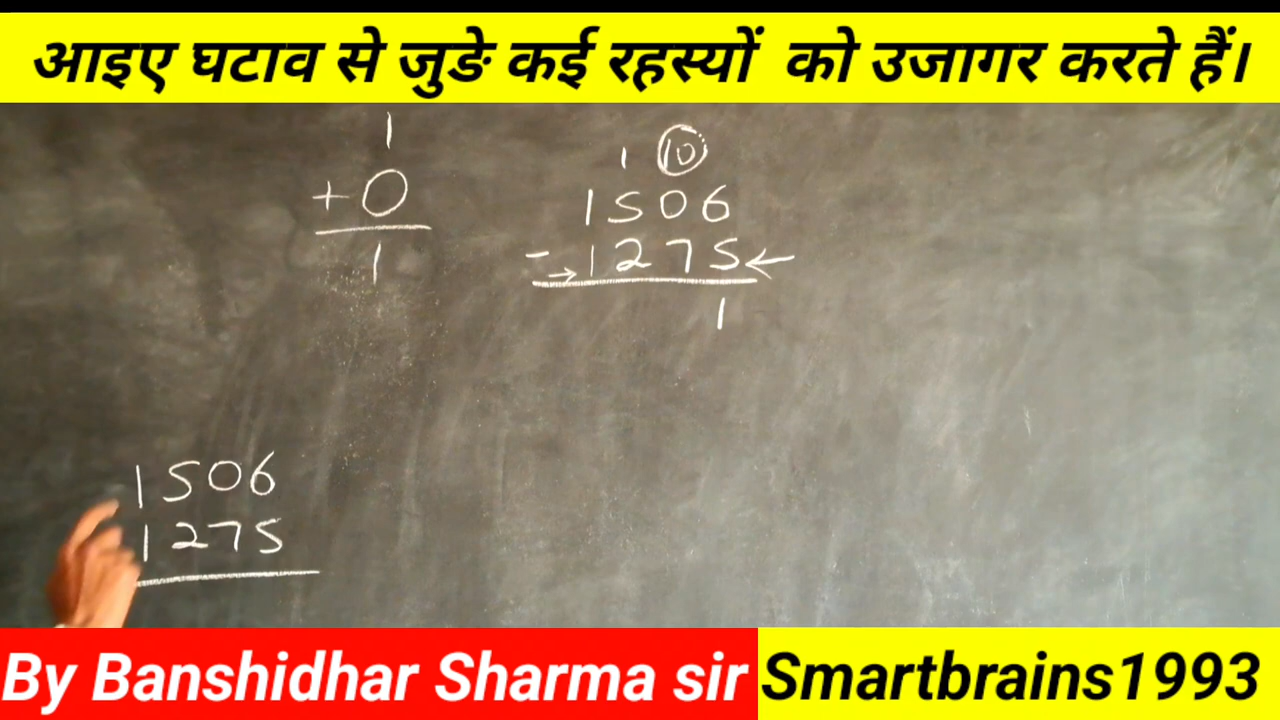 आइए घटाव से जुङे कई रहस्यों को उजागर करते हैं।
1
+0
1
1 10
1506
- → 1275 ←
1
1506
1275
By Banshidhar Sharma sir Smartbrains1993